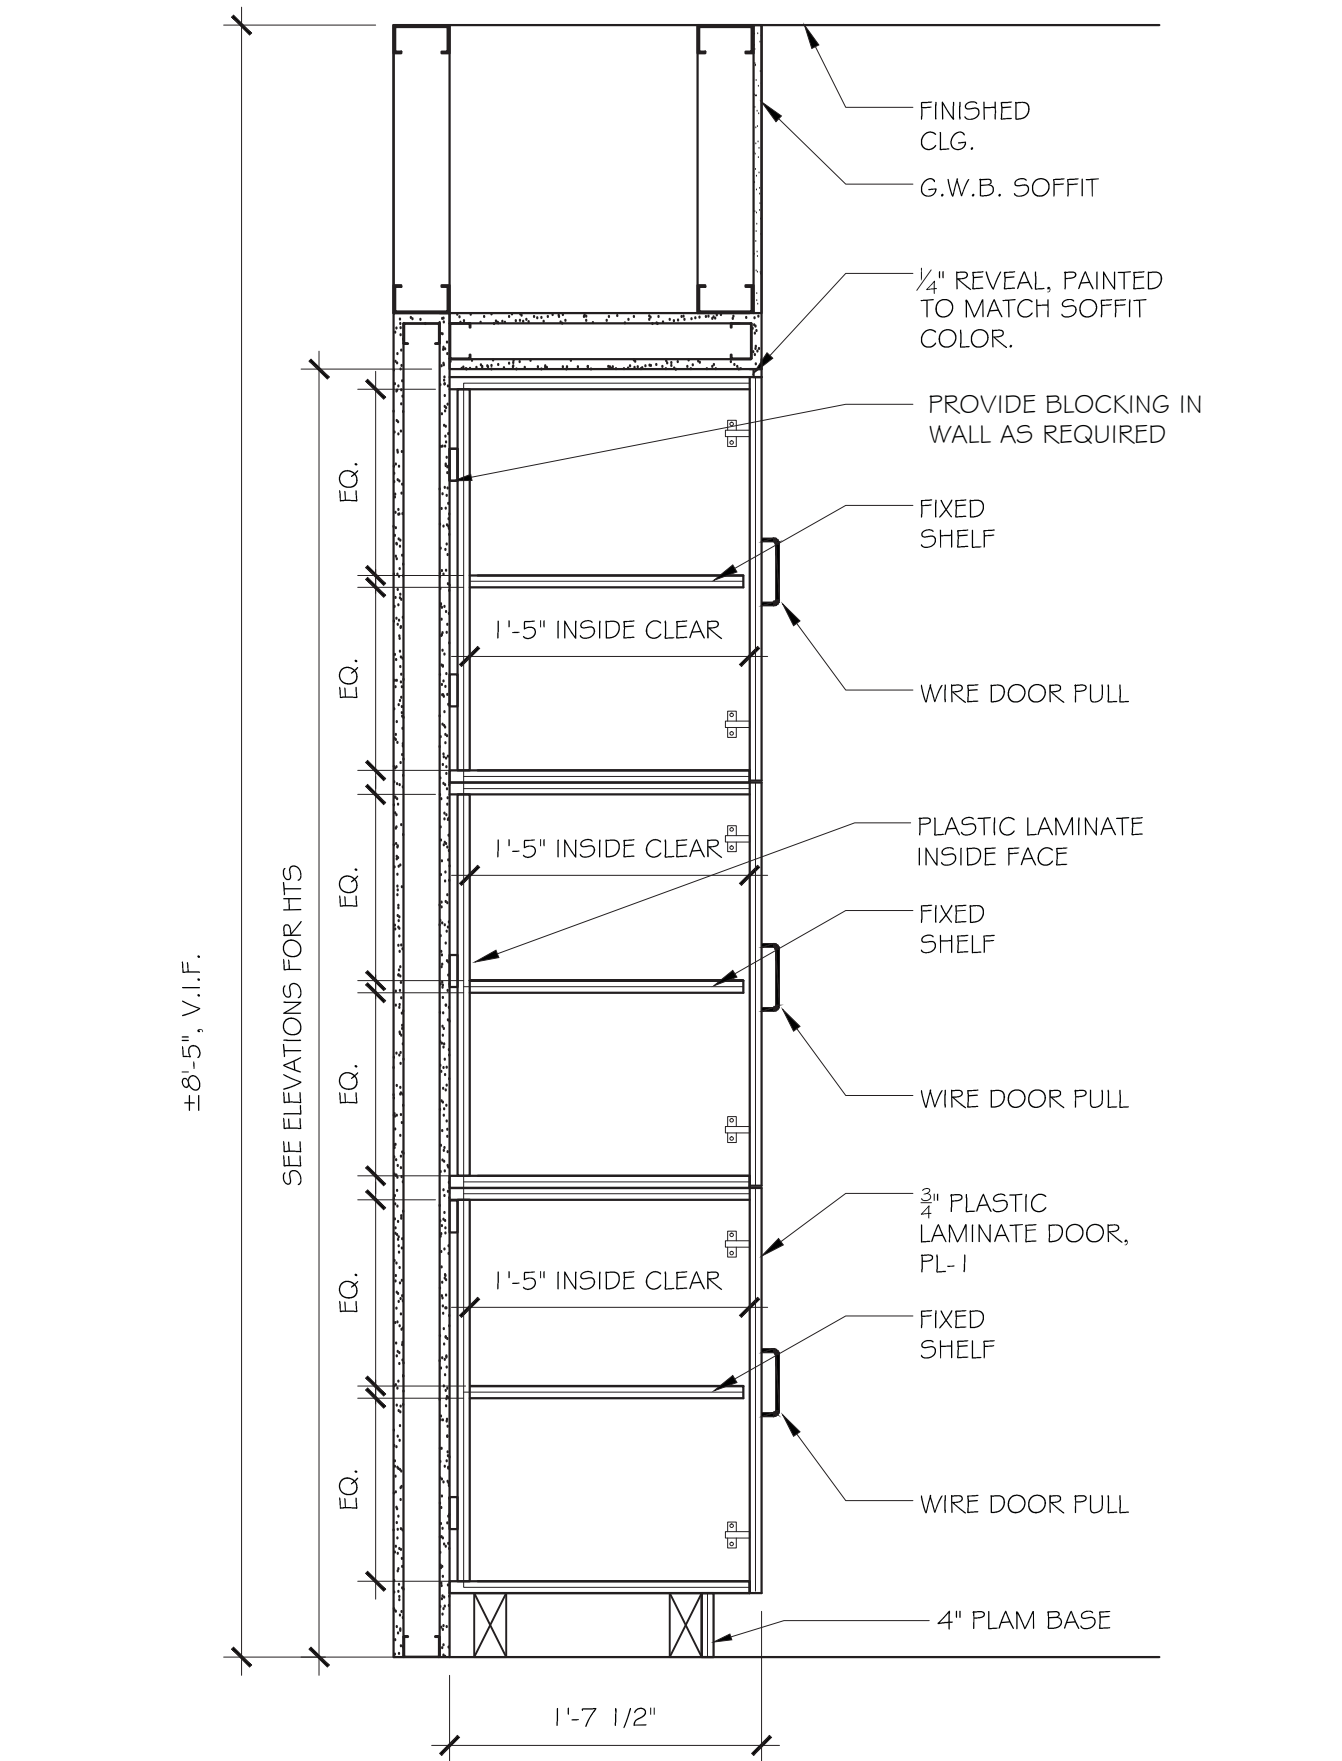 FINISHED
CLG.
G.W.B. SOFFIT
1/4" REVEAL, PAINTED
TO MATCH SOFFIT
COLOR.
PROVIDE BLOCKING IN
WALL AS REQUIRED
EQ.
FIXED
SHELF
1'-5" INSIDE CLEAR
EQ.
WIRE DOOR PULL
PLASTIC LAMINATE
INSIDE FACE
1'-5" INSIDE CLEAR
EQ.
FIXED
SHELF
SEE ELEVATIONS FOR HTS
±8'-5", V.I.F.
EQ.
WIRE DOOR PULL
3/4" PLASTIC
LAMINATE DOOR,
PL-1
1'-5" INSIDE CLEAR
EQ.
FIXED
SHELF
EQ.
WIRE DOOR PULL
4" PLAM BASE
1'-7 1/2"